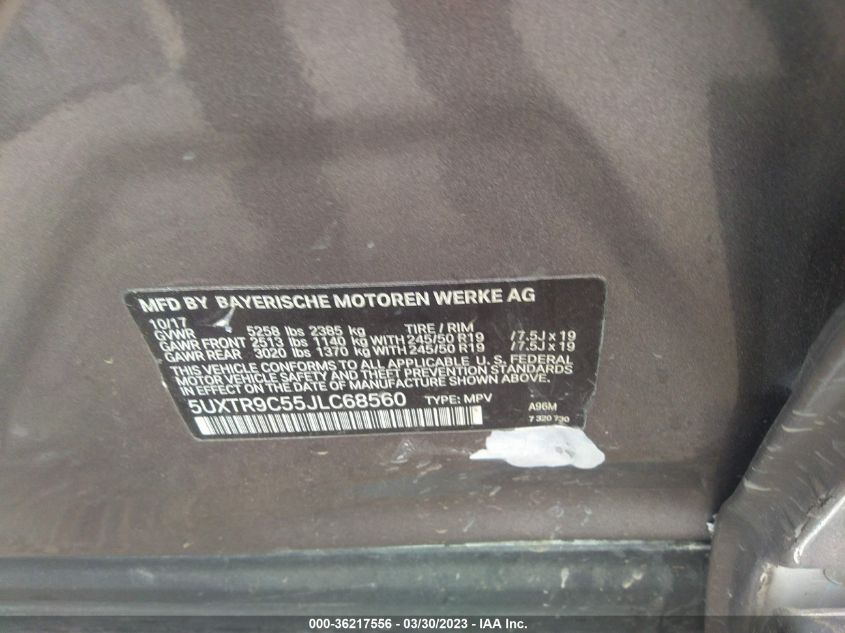 MFD BY BAYERISCHE MOTOREN WERKE AG
10/17 TIRE / RIM
GVWR 5258 lbs 2385 kg
GAWR FRONT 2513 lbs 1140 kg WITH 245/50 R19 /7.5J x 19
GAWR REAR 3020 lbs 1370 kg WITH 245/50 R19 /7.5J x 19
THIS VEHICLE CONFORMS TO ALL APPLICABLE U. S. FEDERAL
MOTOR VEHICLE SAFETY AND THEFT PREVENTION STANDARDS
IN EFFECT ON THE DATE OF MANUFACTURE SHOWN ABOVE.
5UXTR9C55JLC68560 TYPE: MPV A96M
7 320 730
000-36217556 - 03/30/2023 - IAA Inc.